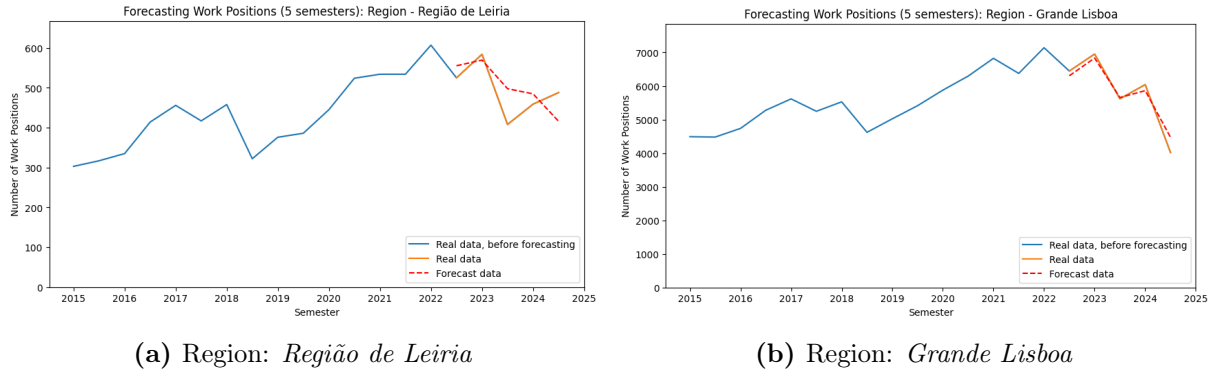 Forecasting Work Positions (5 semesters): Region - Região de Leiria
Number of Work Positions
600
500
400
300
200
100
0
Real data, before forecasting
Real data
Forecast data
2015 2016 2017 2018 2019 2020 2021 2022 2023 2024 2025
Semester
(a) Region: Região de Leiria
Forecasting Work Positions (5 semesters): Region - Grande Lisboa
Number of Work Positions
7000
6000
5000
4000
3000
2000
1000
0
Real data, before forecasting
Real data
Forecast data
2015 2016 2017 2018 2019 2020 2021 2022 2023 2024 2025
Semester
(b) Region: Grande Lisboa